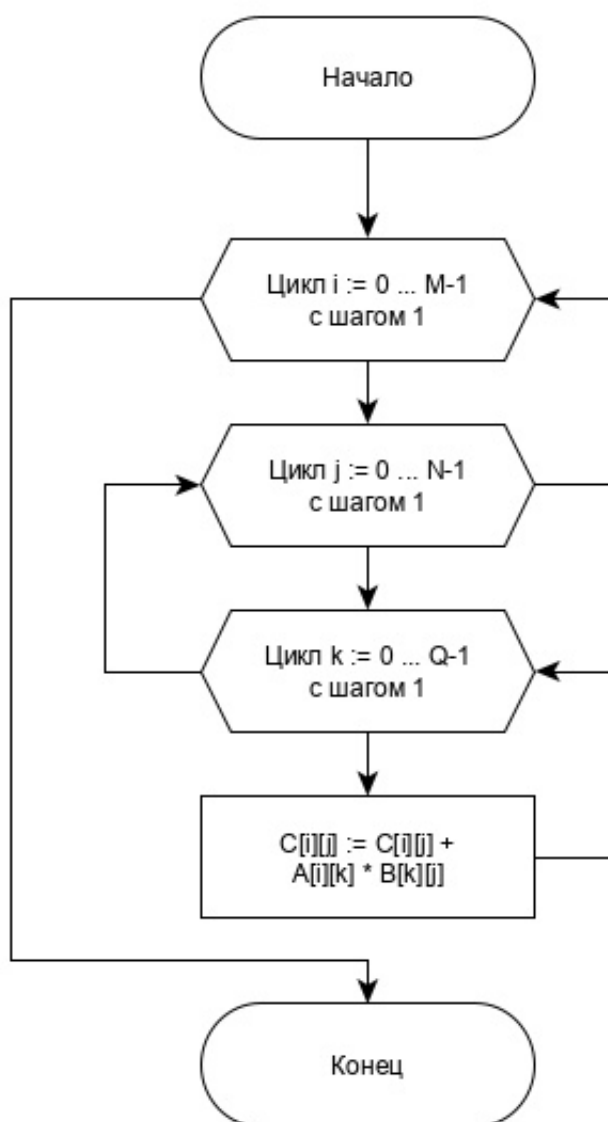 Начало
Цикл i := 0 ... M-1
с шагом 1
Цикл j := 0 ... N-1
с шагом 1
Цикл k := 0 ... Q-1
с шагом 1
C[i][j] := C[i][j] +
A[i][k] * B[k][j]
Конец